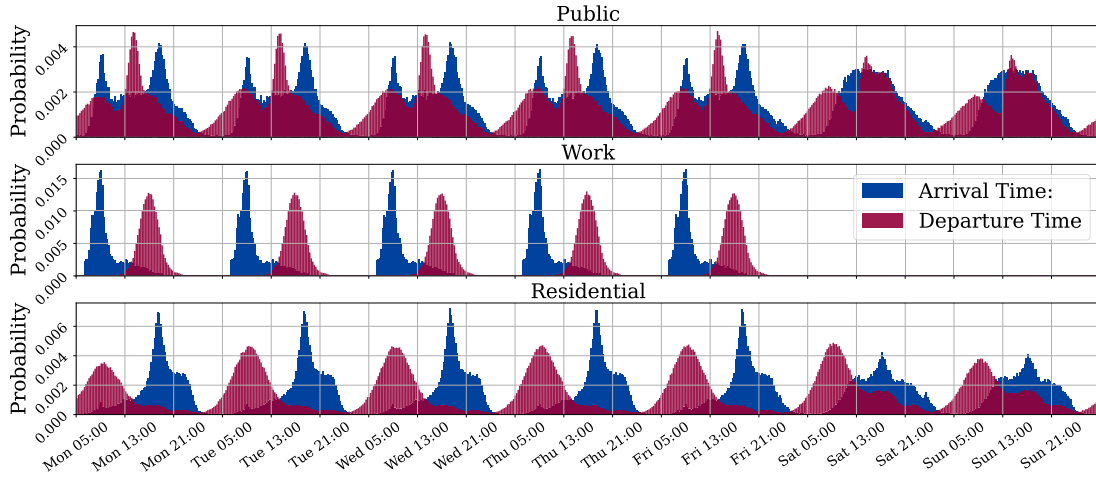 Public
Probability
0.004
0.002
0.000
Work
Probability
0.015
0.010
0.005
0.000
Arrival Time:
Departure Time
Residential
Probability
0.006
0.004
0.002
0.000
Mon 05:00
Mon 13:00
Mon 21:00
Tue 05:00
Tue 13:00
Tue 21:00
Wed 05:00
Wed 13:00
Wed 21:00
Thu 05:00
Thu 13:00
Thu 21:00
Fri 05:00
Fri 13:00
Fri 21:00
Sat 05:00
Sat 13:00
Sat 21:00
Sun 05:00
Sun 13:00
Sun 21:00